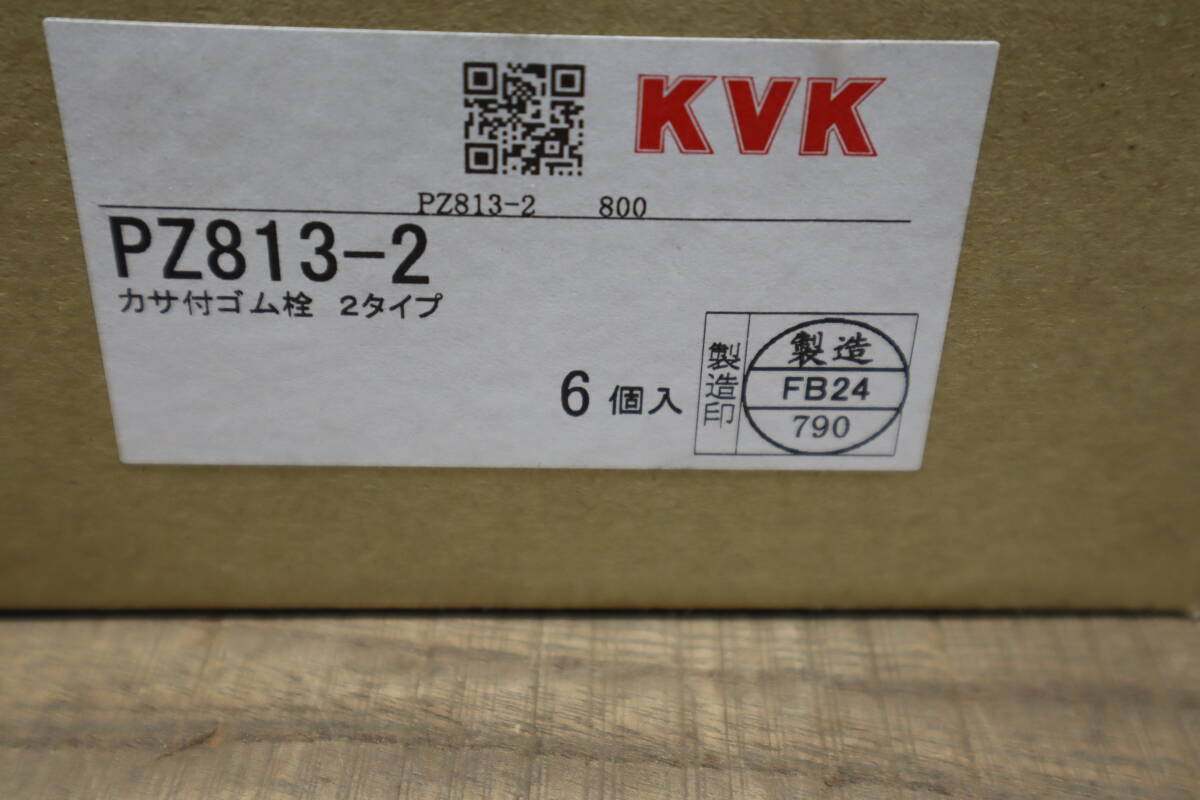 KVK
PZ813-2 800
PZ813-2
カサ付ゴム栓 2タイプ
6 個入
製造印
製造
FB24
790